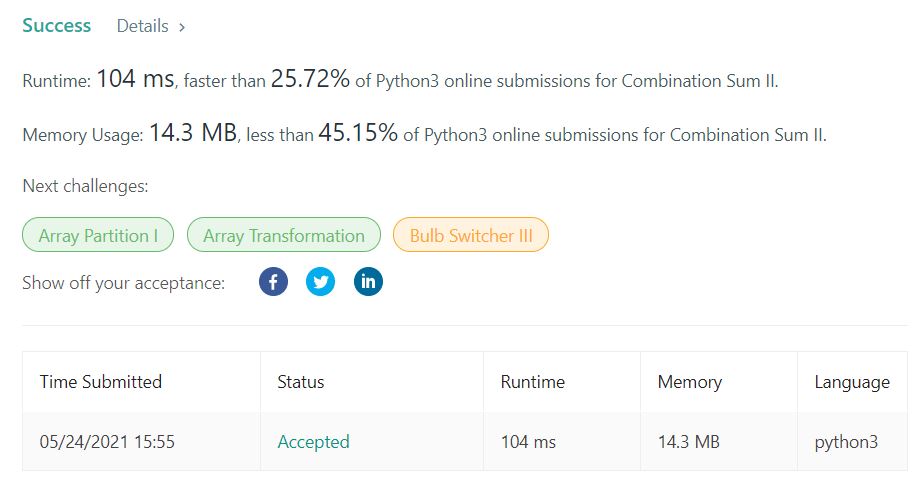 Success Details >
Runtime: 104 ms, faster than 25.72% of Python3 online submissions for Combination Sum II.
Memory Usage: 14.3 MB, less than 45.15% of Python3 online submissions for Combination Sum II.
Next challenges:
Array Partition I Array Transformation Bulb Switcher III
Show off your acceptance: f in
Time Submitted Status Runtime Memory Language
05/24/2021 15:55 Accepted 104 ms 14.3 MB python3